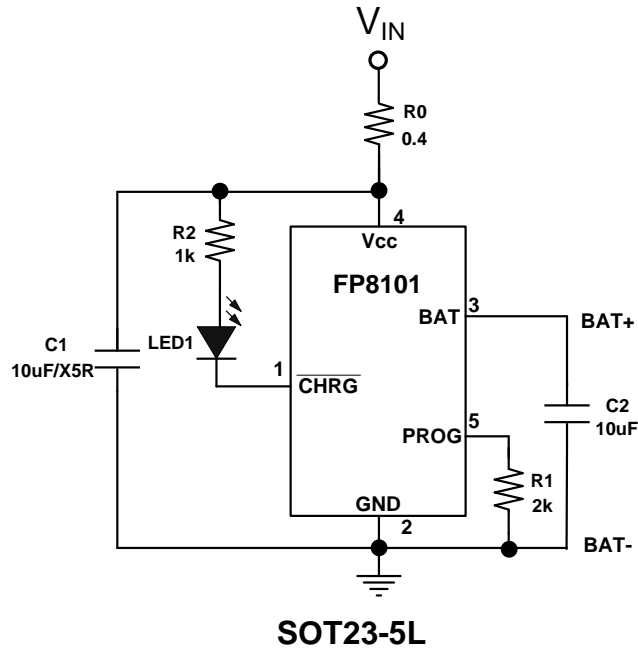 VIN
R0
0.4
4
Vcc
R2
1k
FP8101
3
BAT
BAT+
C1
10uF/X5R
LED1
1
CHRG
C2
10uF
5
PROG
R1
2k
GND
2
BAT-
SOT23-5L